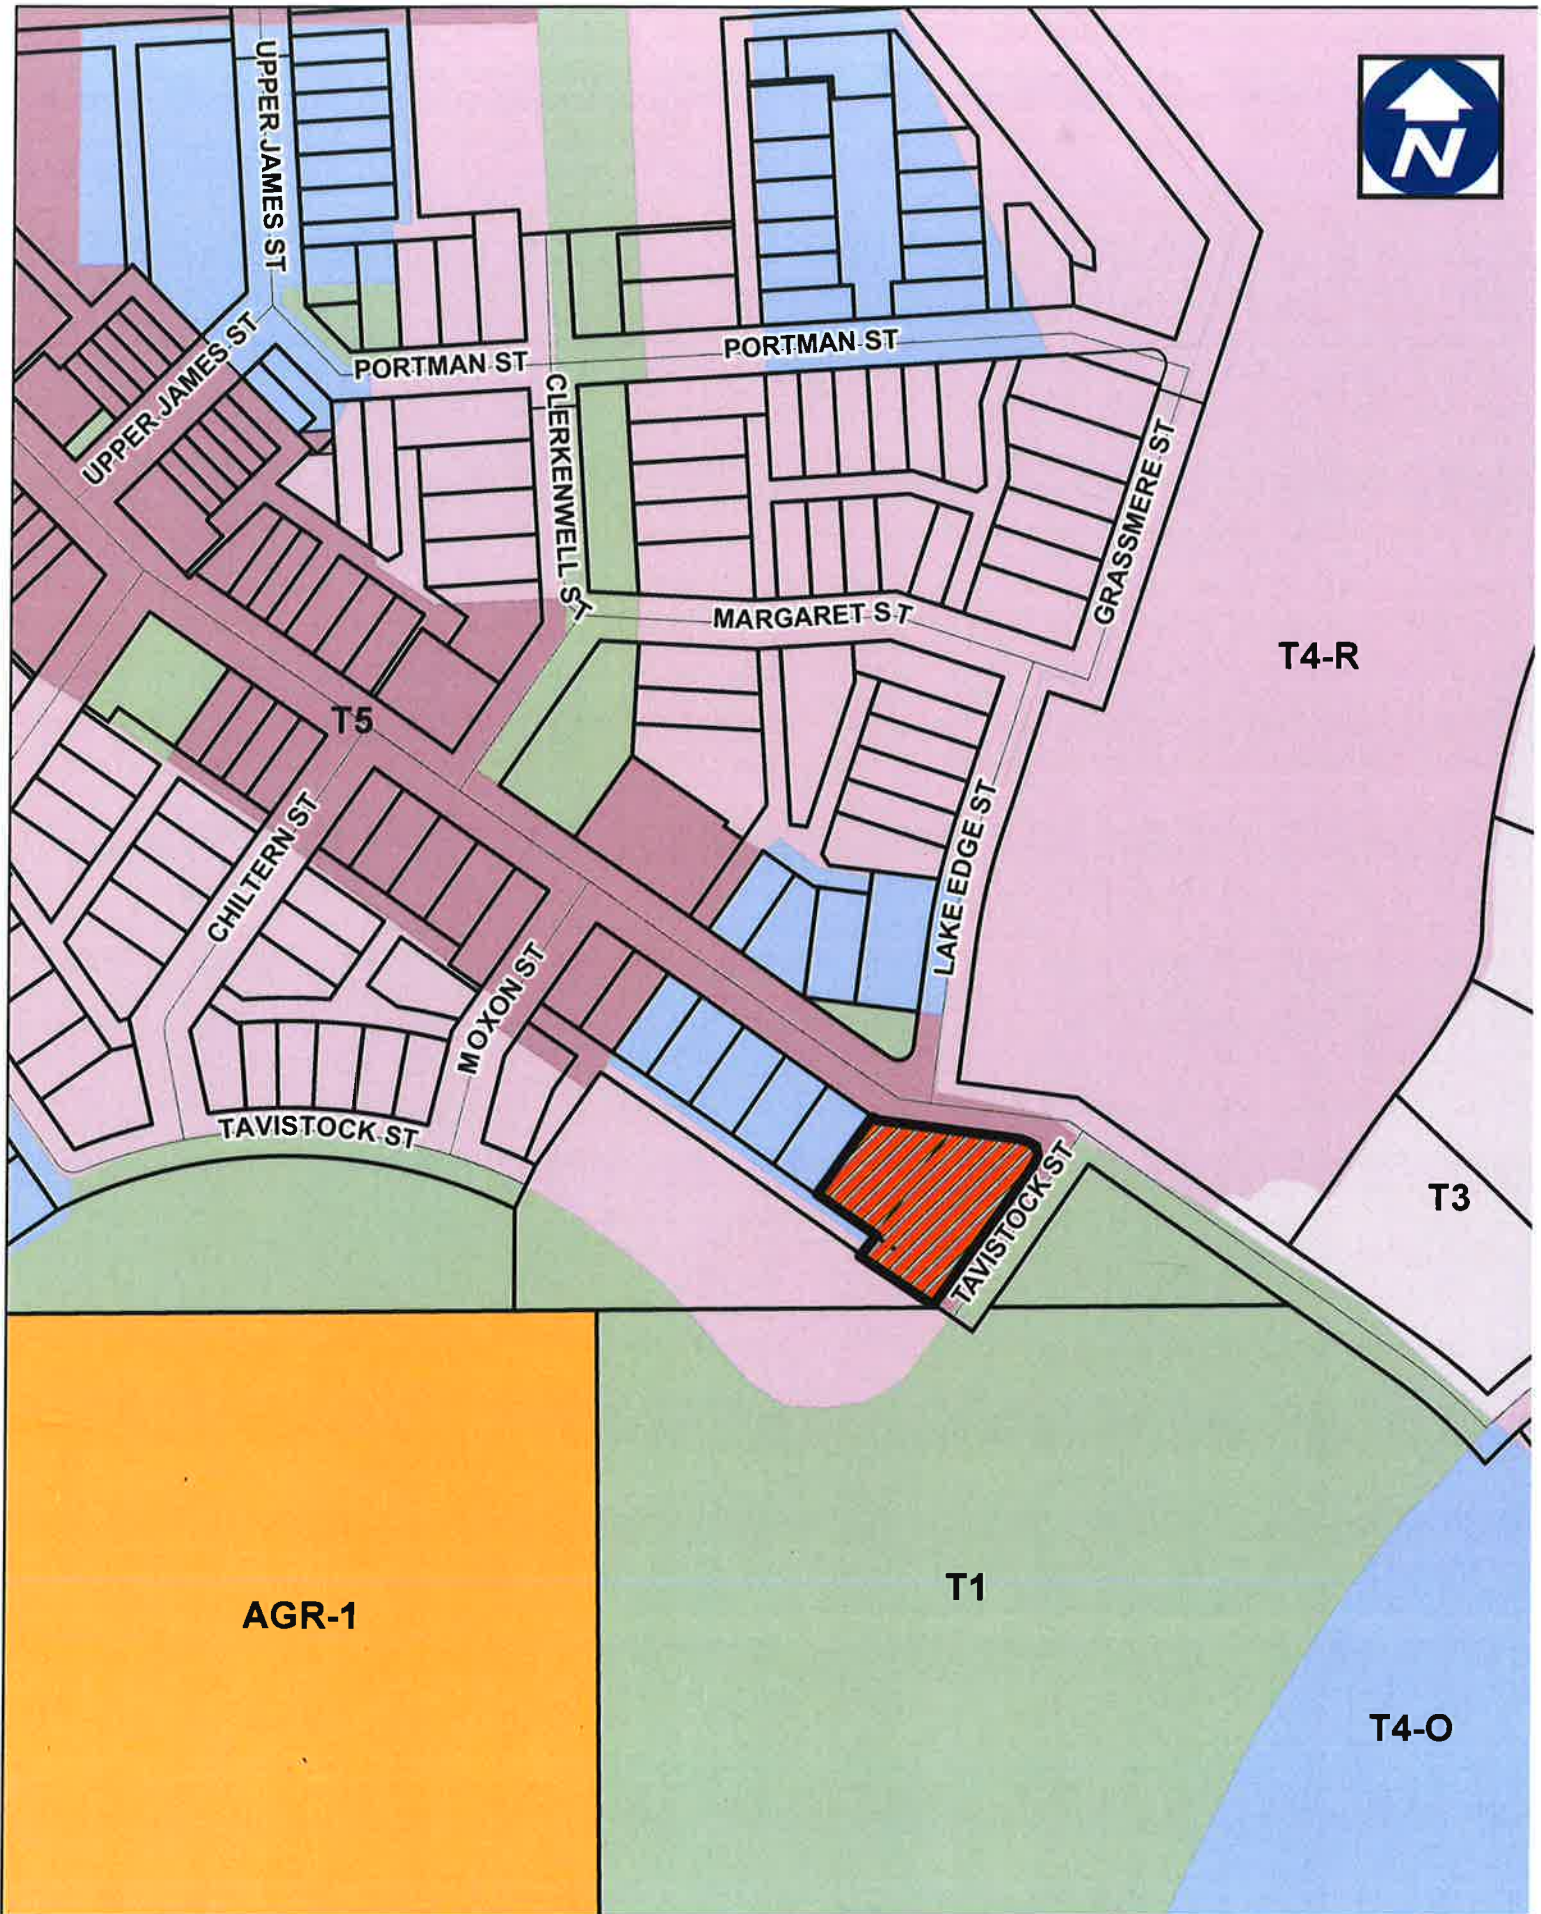 UPPER JAMES ST
N
UPPER JAMES ST
PORTMAN ST
PORTMAN ST
CLERKENWELL ST
GRASSMERE ST
MARGARET ST
T4-R
T5
CHILTERN ST
LAKE EDGE ST
MOXON ST
TAVISTOCK ST
TAVISTOCK ST
T3
T1
AGR-1
T4-O